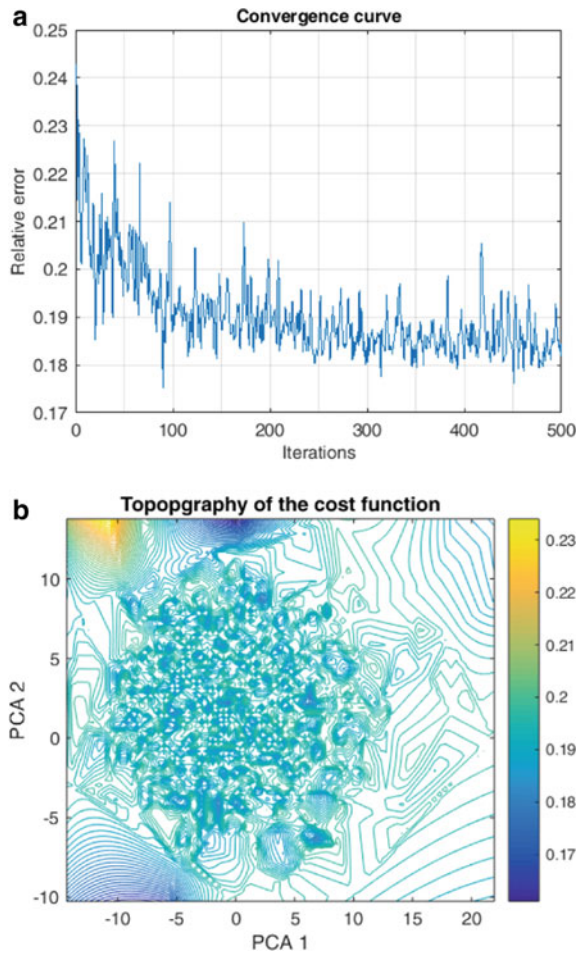 a
Convergence curve
0.25
0.24
0.23
0.22
0.21
0.2
0.19
0.18
0.17
Relative error
0 100 200 300 400 500
Iterations
b
Topopgraphy of the cost function
10
5
0
-5
-10
PCA 2
-10 -5 0 5 10 15 20
PCA 1
0.23
0.22
0.21
0.2
0.19
0.18
0.17